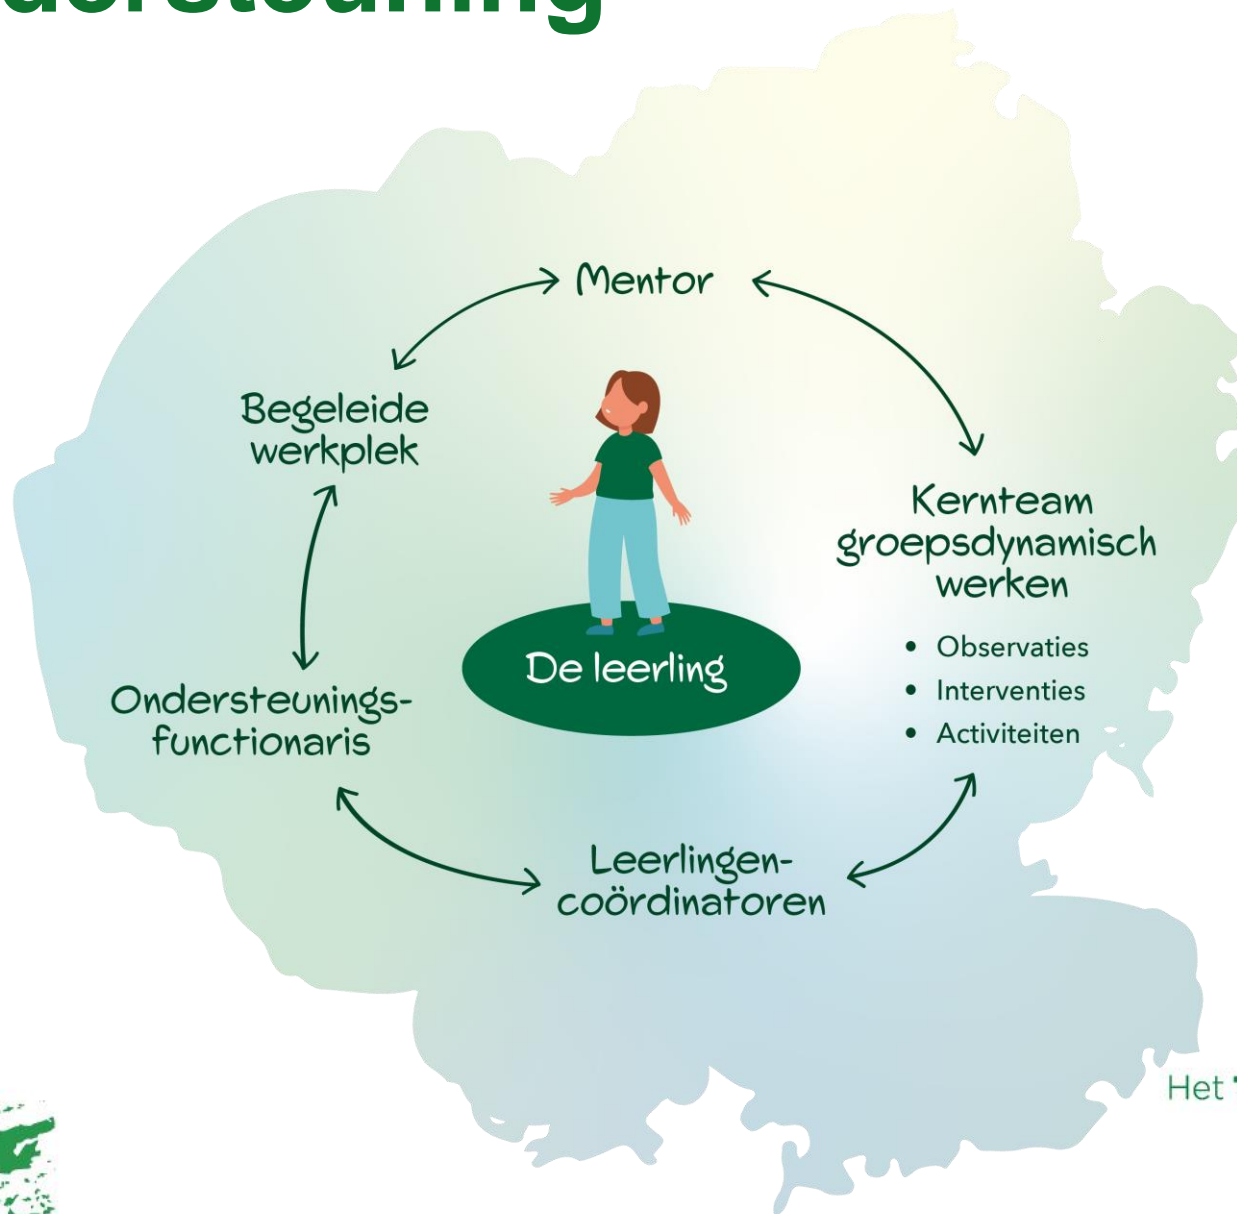 Mentor
Begeleide
werkplek
Kernteam
groepsdynamisch
werken
• Observaties
• Interventies
• Activiteiten
De leerling
Ondersteunings-
functionaris
Leerlingen-
coördinatoren
Het